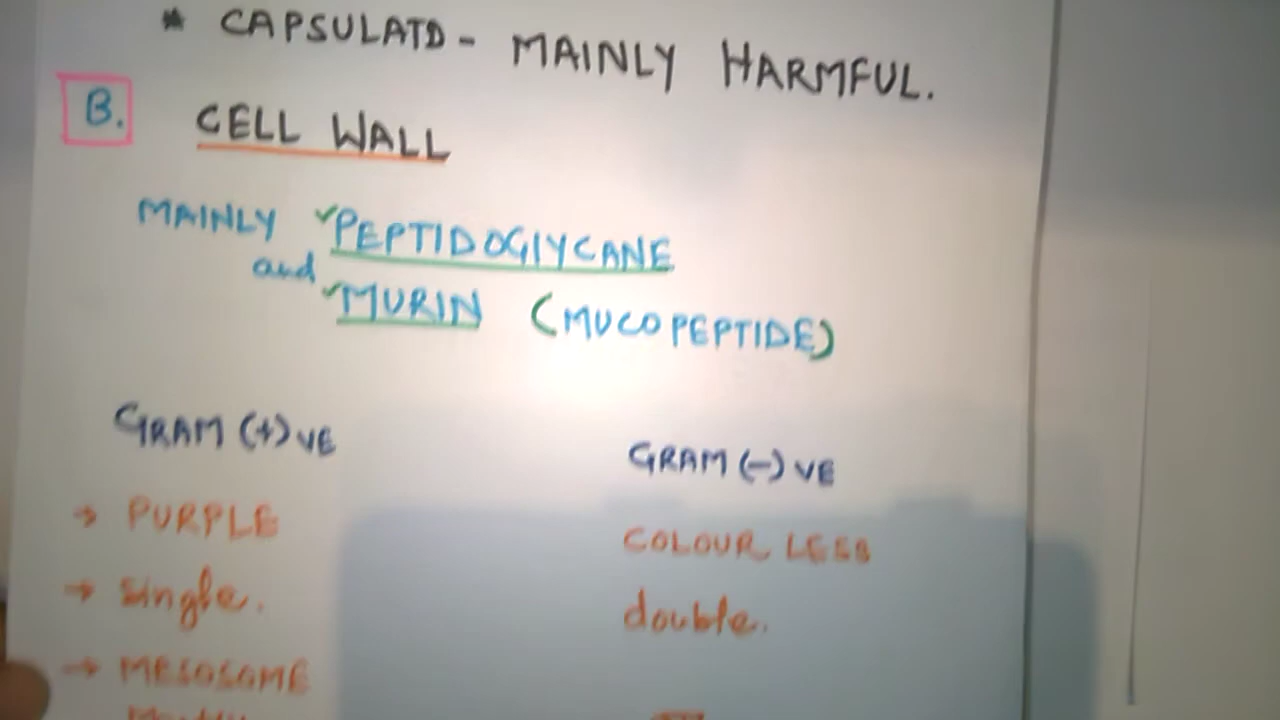 * CAPSULATD - MAINLY HARMFUL.
B. CELL WALL
MAINLY ✓PEPTIDOGLYCANE
and
✓MURIN (MUCOPEPTIDE)
GRAM (+)VE GRAM (-)VE
→ PURPLE COLOUR LESS
→ single. double.
→ MESOSOME